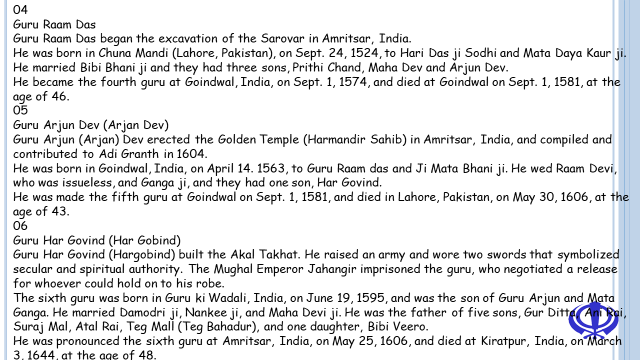 04
Guru Raam Das
Guru Raam Das began the excavation of the Sarovar in Amritsar, India.
He was born in Chuna Mandi (Lahore, Pakistan), on Sept. 24, 1524, to Hari Das ji Sodhi and Mata Daya Kaur ji.
He married Bibi Bhani ji and they had three sons, Prithi Chand, Maha Dev and Arjun Dev.
He became the fourth guru at Goindwal, India, on Sept. 1, 1574, and died at Goindwal on Sept. 1, 1581, at the
age of 46.
05
Guru Arjun Dev (Arjan Dev)
Guru Arjun (Arjan) Dev erected the Golden Temple (Harmandir Sahib) in Amritsar, India, and compiled and
contributed to Adi Granth in 1604.
He was born in Goindwal, India, on April 14. 1563, to Guru Raam das and Ji Mata Bhani ji. He wed Raam Devi,
who was issueless, and Ganga ji, and they had one son, Har Govind.
He was made the fifth guru at Goindwal on Sept. 1, 1581, and died in Lahore, Pakistan, on May 30, 1606, at the
age of 43.
06
Guru Har Govind (Har Gobind)
Guru Har Govind (Hargobind) built the Akal Takhat. He raised an army and wore two swords that symbolized
secular and spiritual authority. The Mughal Emperor Jahangir imprisoned the guru, who negotiated a release
for whoever could hold on to his robe.
The sixth guru was born in Guru ki Wadali, India, on June 19, 1595, and was the son of Guru Arjun and Mata
Ganga. He married Damodri ji, Nankee ji, and Maha Devi ji. He was the father of five sons, Gur Ditta, Ani Rai,
Suraj Mal, Atal Rai, Teg Mall (Teg Bahadur), and one daughter, Bibi Veero.
He was pronounced the sixth guru at Amritsar, India, on May 25, 1606, and died at Kiratpur, India, on March
3, 1644, at the age of 48.